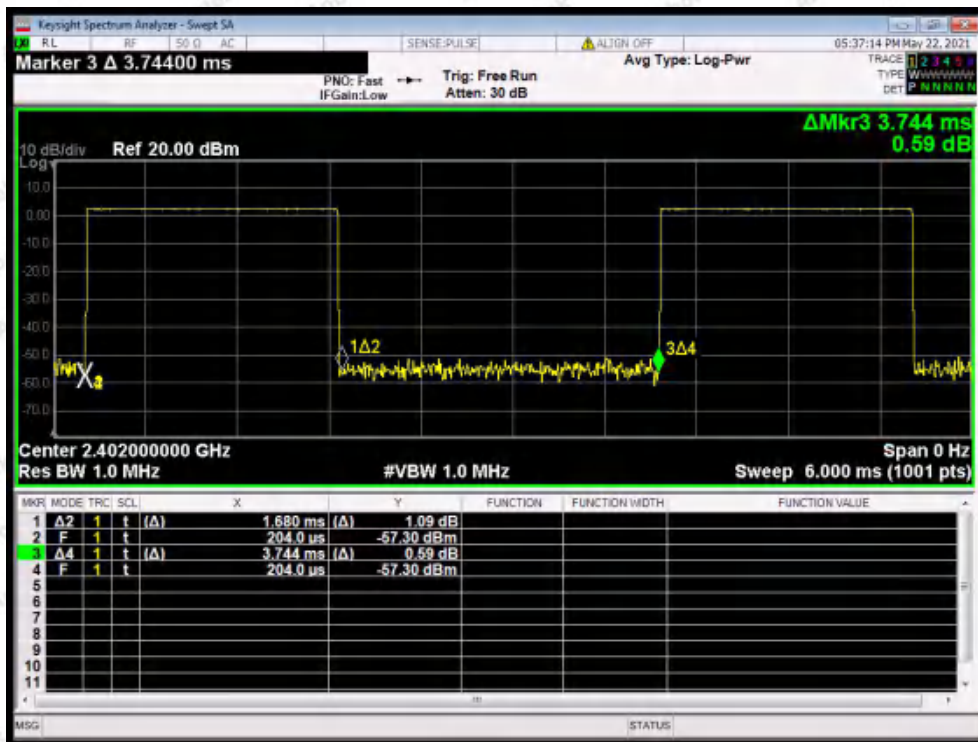 Keysight Spectrum Analyzer - Swept SA
RL RF 50 Ω AC SENSE:PULSE ALIGN OFF 05:37:14 PM May 22, 2021
Marker 3 Δ 3.74400 ms
PNO: Fast Trig: Free Run Avg Type: Log-Pwr TRACE 1 2 3 4 5 6
IFGain:Low Atten: 30 dB TYPE W
DET P N N N N N
ΔMkr3 3.744 ms
10 dB/div Ref 20.00 dBm 0.59 dB
Log
10.0
0.00
-10.0
-20.0
-30.0
-40.0
-50.0
-60.0
-70.0
1Δ2
3Δ4
Center 2.402000000 GHz Span 0 Hz
Res BW 1.0 MHz #VBW 1.0 MHz Sweep 6.000 ms (1001 pts)
MKR MODE TRC SCL X Y FUNCTION FUNCTION WIDTH FUNCTION VALUE
1 Δ2 1 t (Δ) 1.680 ms (Δ) 1.09 dB
2 F 1 t 204.0 µs -57.30 dBm
3 Δ4 1 t (Δ) 3.744 ms (Δ) 0.59 dB
4 F 1 t 204.0 µs -57.30 dBm
5
6
7
8
9
10
11
MSG STATUS